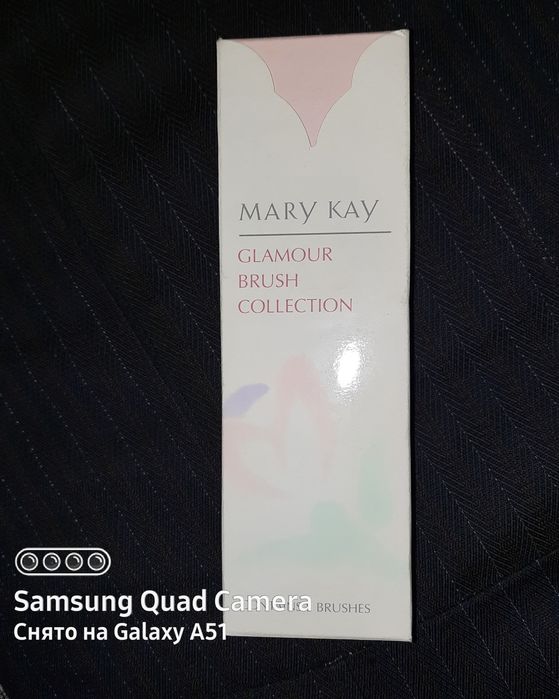 MARY KAY
GLAMOUR
BRUSH
COLLECTION
BRUSHES
Samsung Quad Camera
Снято на Galaxy A51